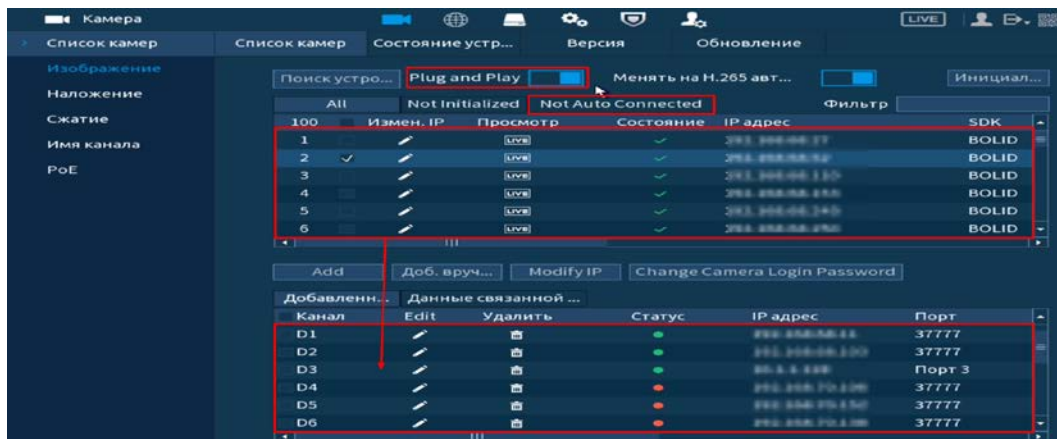 Камера LIVE
Список камер Список камер Состояние устр... Версия Обновление
Изображение
Наложение
Сжатие
Имя канала
PoE
Поиск устро... Plug and Play Менять на H.265 авт... Инициал...
All Not Initialized Not Auto Connected Фильтр
100 Измен. IP Просмотр Состояние IP адрес SDK
1 LIVE BOLID
2 LIVE BOLID
3 LIVE BOLID
4 LIVE BOLID
5 LIVE BOLID
6 LIVE BOLID
Add Доб. вруч... Modify IP Change Camera Login Password
Добавленн... Данные связанной ...
Канал Edit Удалить Статус IP адрес Порт
D1 37777
D2 37777
D3 Порт 3
D4 37777
D5 37777
D6 37777